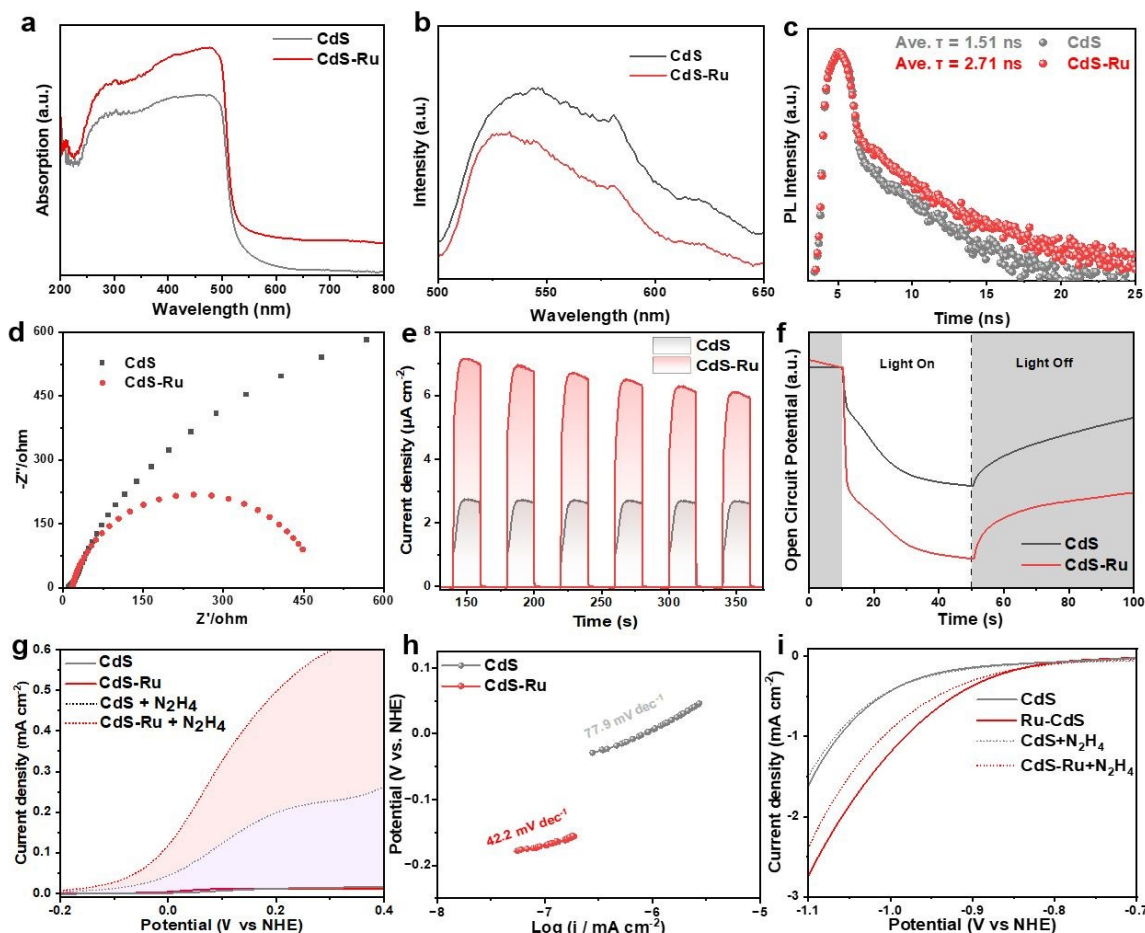 a
CdS
CdS-Ru
Absorption (a.u.)
200 300 400 500 600 700 800
Wavelength (nm)
b
CdS
CdS-Ru
Intensity (a.u.)
500 550 600 650
Wavelength (nm)
c
Ave. τ = 1.51 ns CdS
Ave. τ = 2.71 ns CdS-Ru
PL Intensity (a.u.)
5 10 15 20 25
Time (ns)
d
CdS
CdS-Ru
-Z''/ohm
600
450
300
150
0
0 150 300 450 600
Z'/ohm
e
CdS
CdS-Ru
Current density (μA cm⁻²)
8
6
4
2
0
150 200 250 300 350
Time (s)
f
Light On
Light Off
CdS
CdS-Ru
Open Circuit Potential (a.u.)
0 20 40 60 80 100
Time (s)
g
CdS
CdS-Ru
CdS + N₂H₄
CdS-Ru + N₂H₄
Current density (mA cm⁻²)
0.6
0.5
0.4
0.3
0.2
0.1
0.0
-0.2 0.0 0.2 0.4
Potential (V vs NHE)
h
CdS
CdS-Ru
77.9 mV dec⁻¹
42.2 mV dec⁻¹
Potential (V vs. NHE)
0.1
0.0
−0.1
−0.2
−8 −7 −6 −5
Log (j / mA cm⁻²)
i
CdS
Ru-CdS
CdS+N₂H₄
CdS-Ru+N₂H₄
Current density (mA cm⁻²)
0
-1
-2
-3
-1.1 -1.0 -0.9 -0.8 -0.7
Potential (V vs NHE)